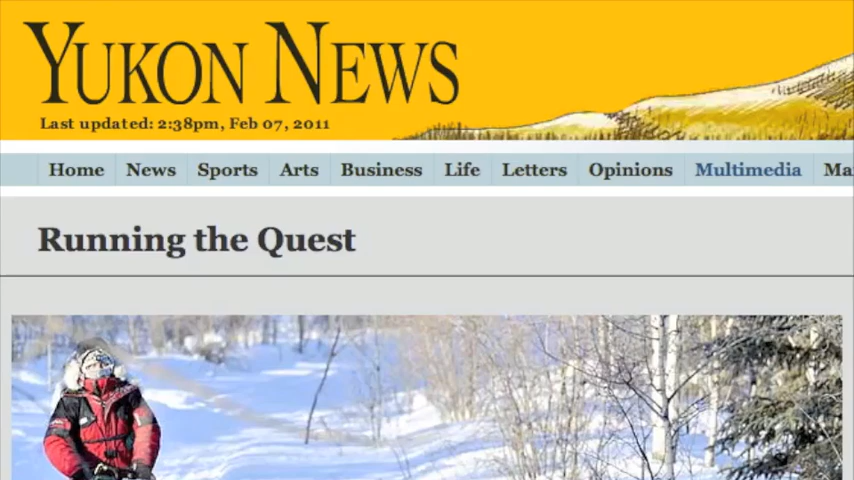 YUKON NEWS
Last updated: 2:38pm, Feb 07, 2011
Home News Sports Arts Business Life Letters Opinions Multimedia Ma
Running the Quest